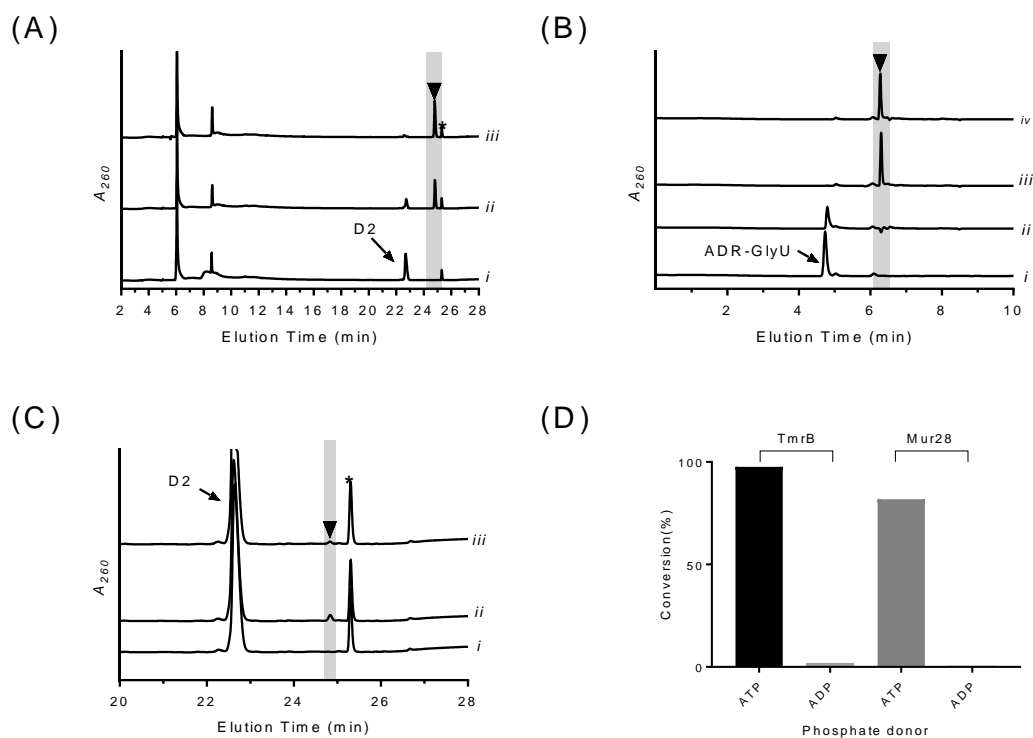 (A)
A260
D2
iii
*
ii
i
2 4 6 8 10 12 14 16 18 20 22 24 26 28
Elution Time (min)
(B)
A260
ADR-GlyU
iv
iii
ii
i
0 2 4 6 8 10
Elution Time (min)
(C)
A260
D2
*
iii
ii
i
20 22 24 26 28
Elution Time (min)
(D)
TmrB Mur28
Conversion(%)
100
50
0
ATP ADP ATP ADP
Phosphate donor